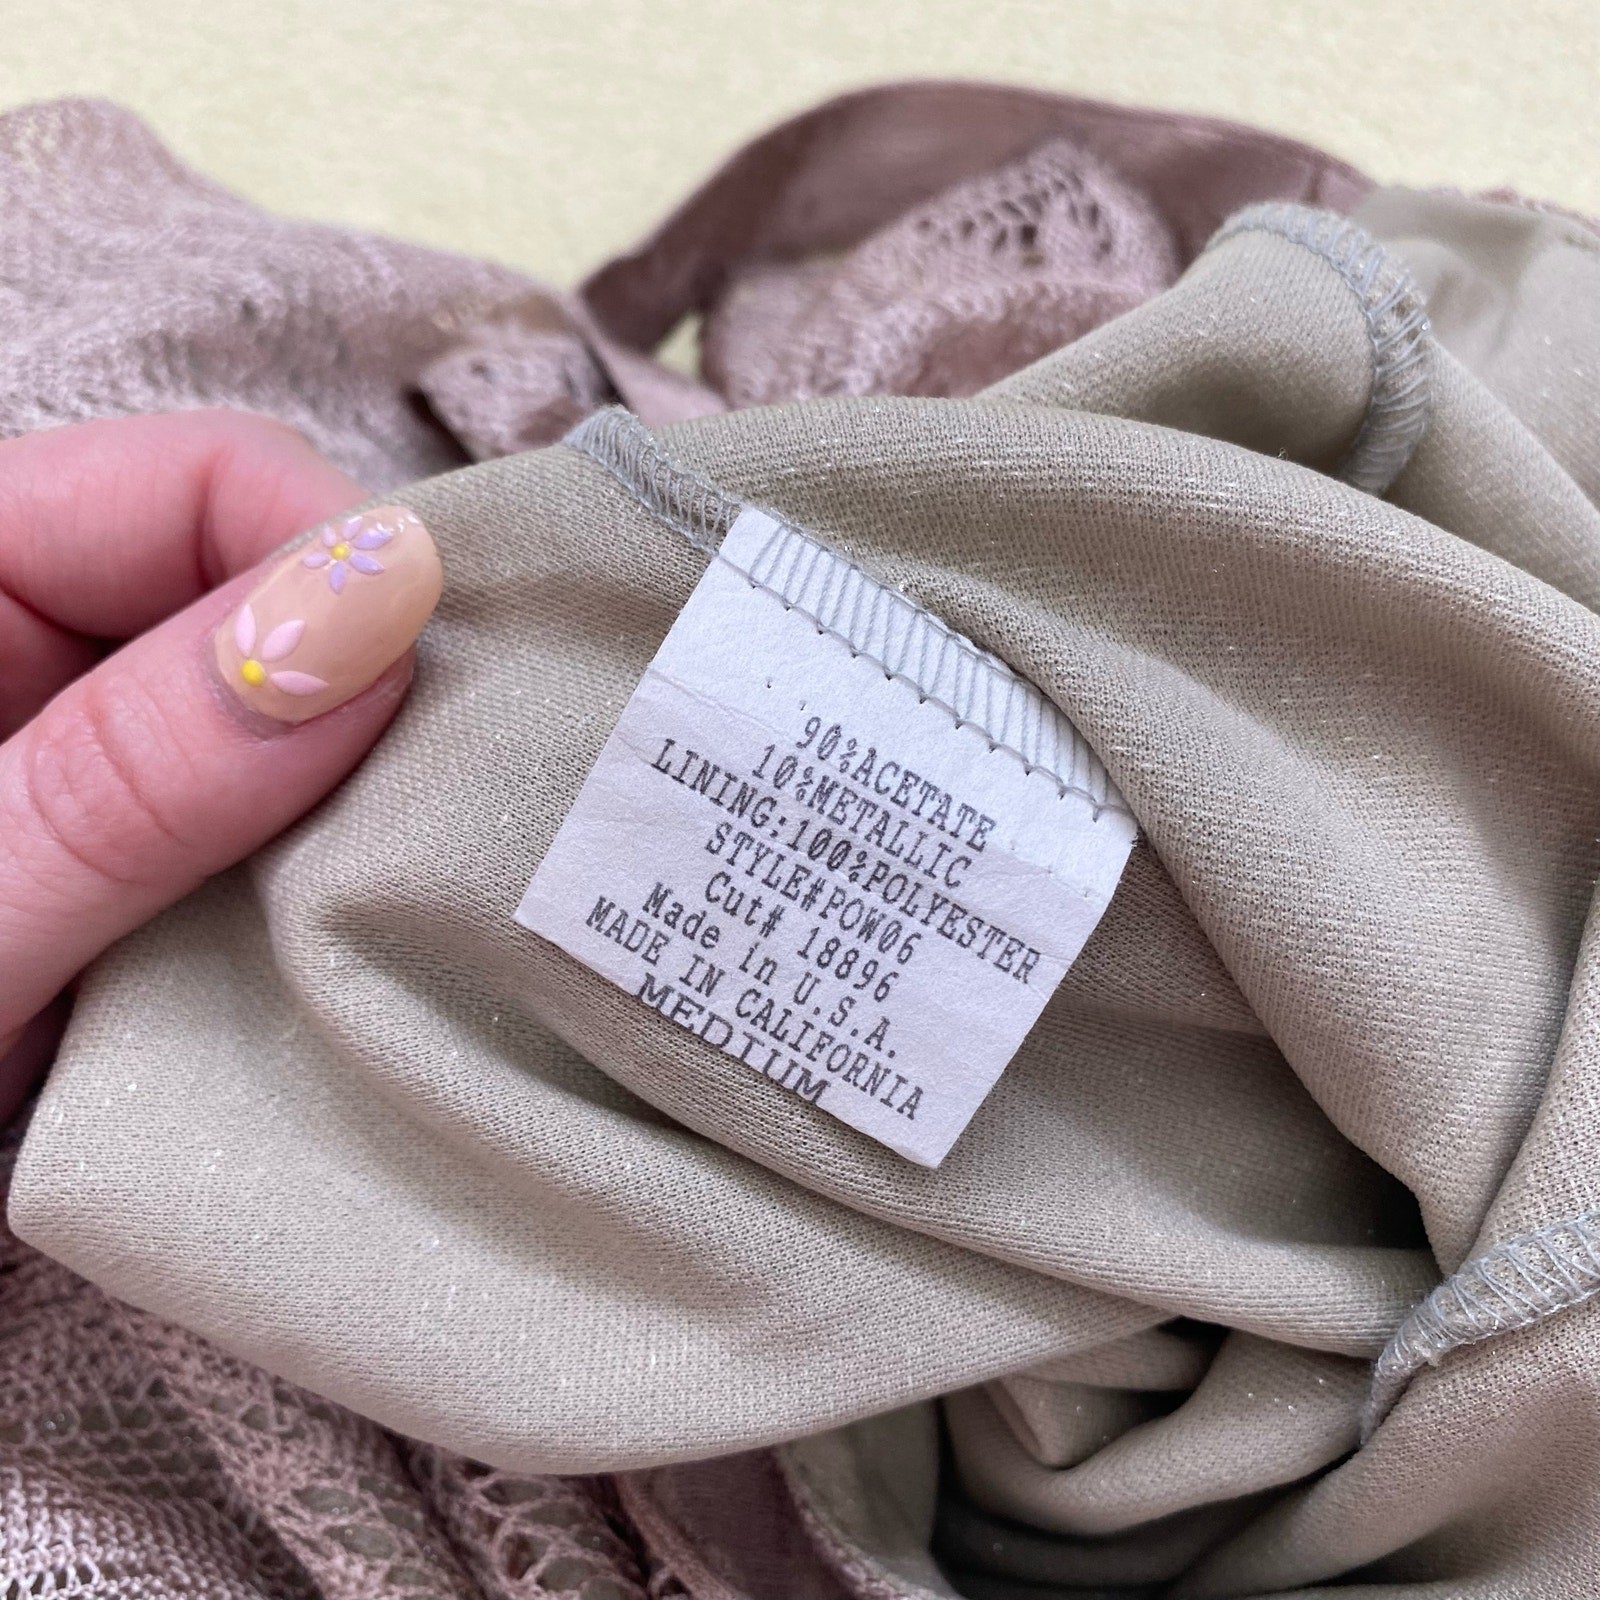 90%ACETATE
10%METALLIC
LINING:100%POLYESTER
STYLE#POW06
Cut# 18896
Made in U.S.A.
MADE IN CALIFORNIA
MEDIUM